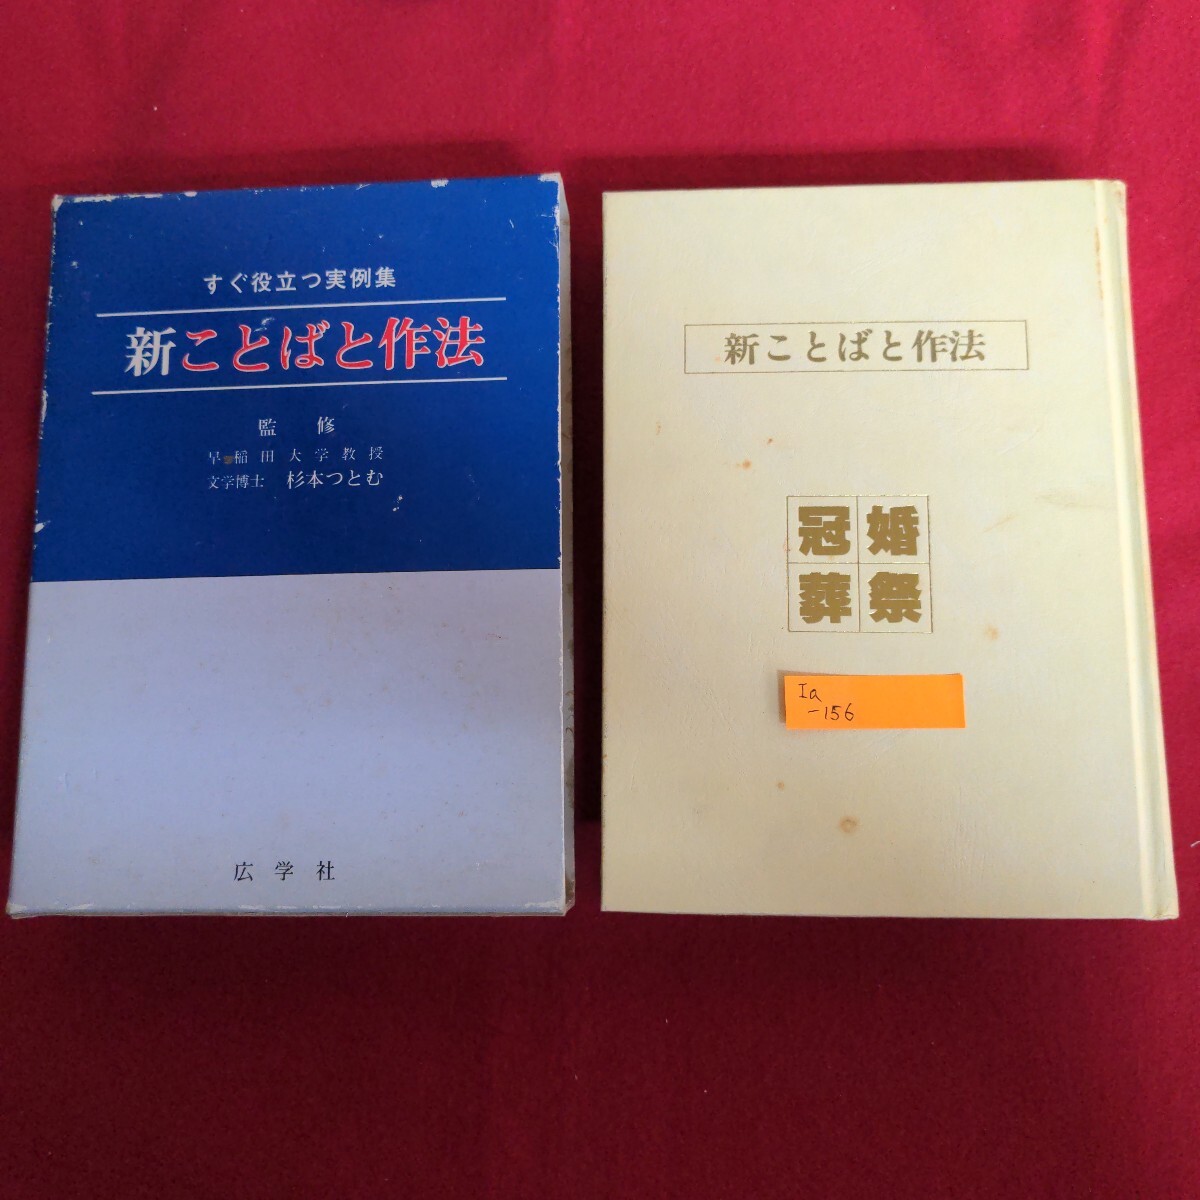 すぐ役立つ実例集
新ことばと作法
監修
早稲田大学教授
文学博士 杉本つとむ
広学社
新ことばと作法
冠婚
葬祭
Ia
-156